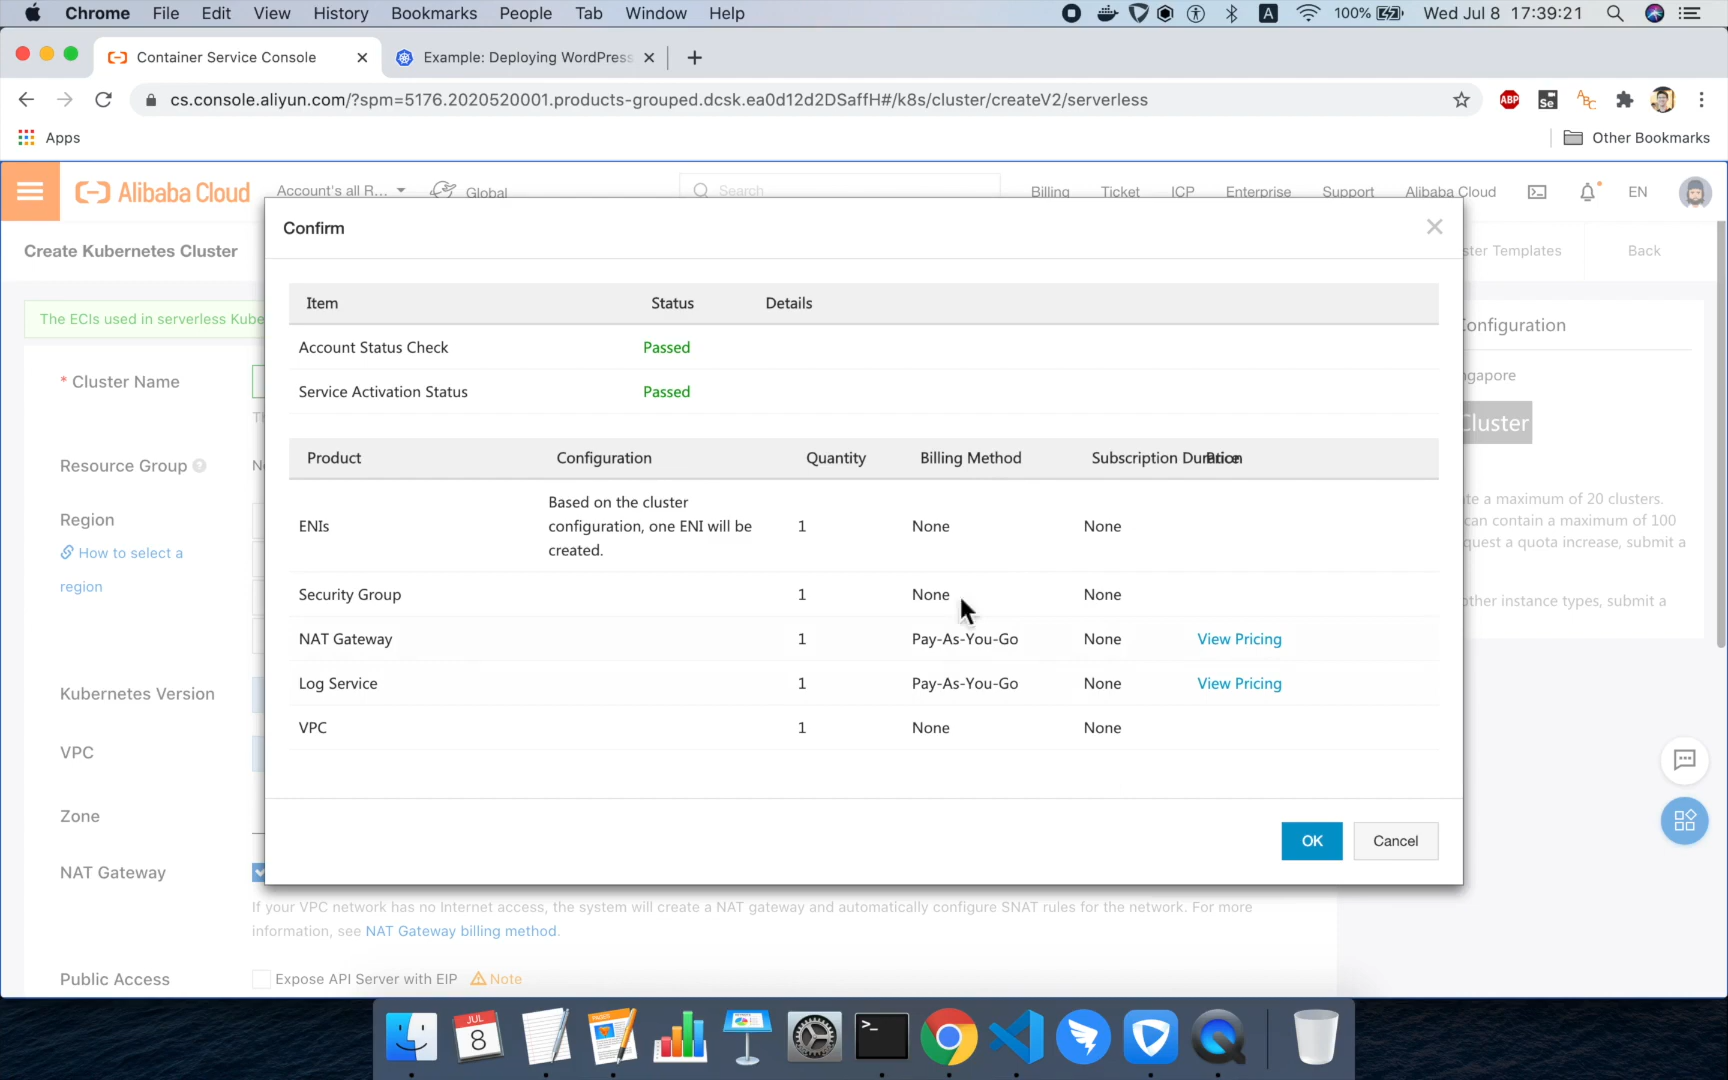 Chrome File Edit View History Bookmarks People Tab Window Help A 100% Wed Jul 8 17:39:21
Container Service Console Example: Deploying WordPress
cs.console.aliyun.com/?spm=5176.2020520001.products-grouped.dcsk.ea0d12d2DSaffH#/k8s/cluster/createV2/serverless ABP Se ABC
Apps Other Bookmarks
Alibaba Cloud Account's all R... Global Search Billing Ticket ICP Enterprise Support Alibaba Cloud EN
Create Kubernetes Cluster Confirm ster Templates Back
Item Status Details
The ECIs used in serverless Kube onfiguration
Account Status Check Passed
ngapore
* Cluster Name
Service Activation Status Passed
Cluster
Product Configuration Quantity Billing Method Subscription Duration Price
Resource Group
te a maximum of 20 clusters.
Based on the cluster
Region can contain a maximum of 100
ENIs configuration, one ENI will be 1 None None
quest a quota increase, submit a
How to select a created.
region
Security Group 1 None None
other instance types, submit a
NAT Gateway 1 Pay-As-You-Go None View Pricing
Log Service 1 Pay-As-You-Go None View Pricing
Kubernetes Version
VPC 1 None None
VPC
Zone
OK Cancel
NAT Gateway
If your VPC network has no Internet access, the system will create a NAT gateway and automatically configure SNAT rules for the network. For more
information, see NAT Gateway billing method.
Public Access Expose API Server with EIP Note
JUL
8
PAGES
>_